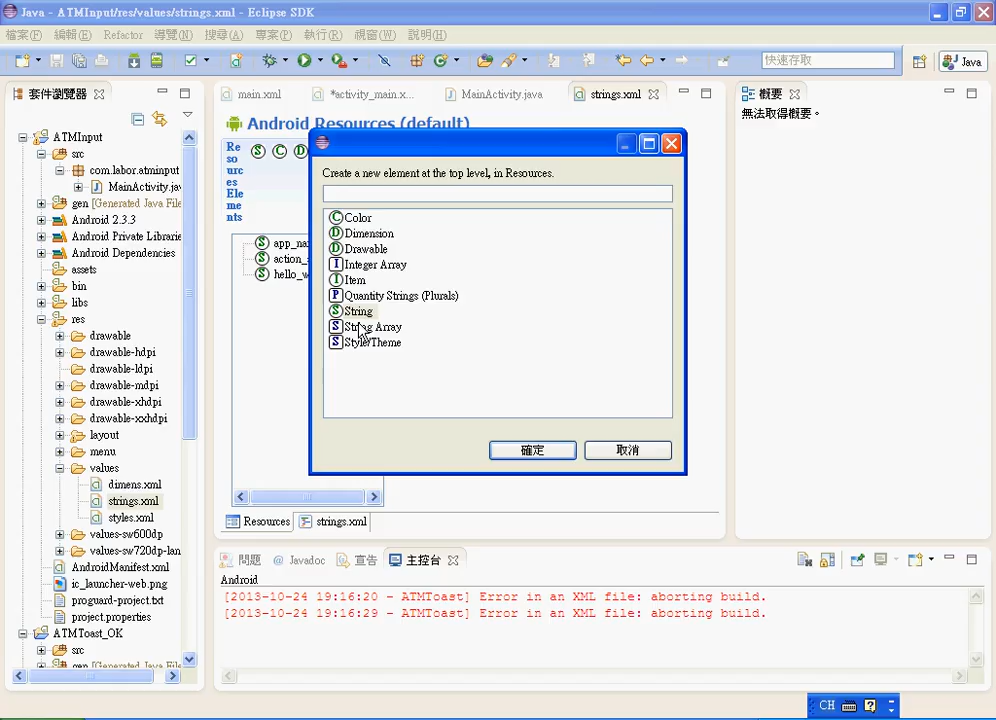 Java - ATMInput/res/values/strings.xml - Eclipse SDK
檔案(F) 編輯(E) Refactor 導覽(N) 搜尋(A) 專案(P) 執行(R) 視窗(W) 說明(H)
快速存取
Java
套件瀏覽器
main.xml
*activity_main.x...
MainActivity.java
strings.xml
概要
無法取得概要。
ATMInput
src
com.labor.atminput
MainActivity.jav
gen [Generated Java File
Android 2.3.3
Android Private Librarie
Android Dependencies
assets
bin
libs
res
drawable
drawable-hdpi
drawable-ldpi
drawable-mdpi
drawable-xhdpi
drawable-xxhdpi
layout
menu
values
dimens.xml
strings.xml
styles.xml
values-sw600dp
values-sw720dp-lan
AndroidManifest.xml
ic_launcher-web.png
proguard-project.txt
project.properties
ATMToast_OK
src
gen [Generated Java File
Android Resources (default)
Re
so
urc
es
Ele
me
nts
S C D
app_na
action_
hello_w
Create a new element at the top level, in Resources.
C Color
D Dimension
D Drawable
I Integer Array
I Item
P Quantity Strings (Plurals)
S String
S String Array
S Style/Theme
確定
取消
Resources
strings.xml
問題
@ Javadoc
宣告
主控台
Android
[2013-10-24 19:16:20 - ATMToast] Error in an XML file: aborting build.
[2013-10-24 19:16:29 - ATMToast] Error in an XML file: aborting build.
CH